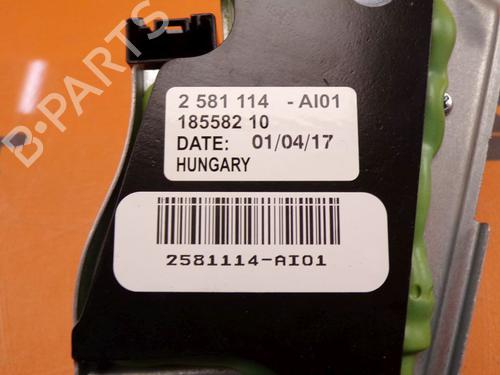 2 581 114 - AI01
185582 10
DATE: 01/04/17
HUNGARY
2581114-AI01
B-PARTS